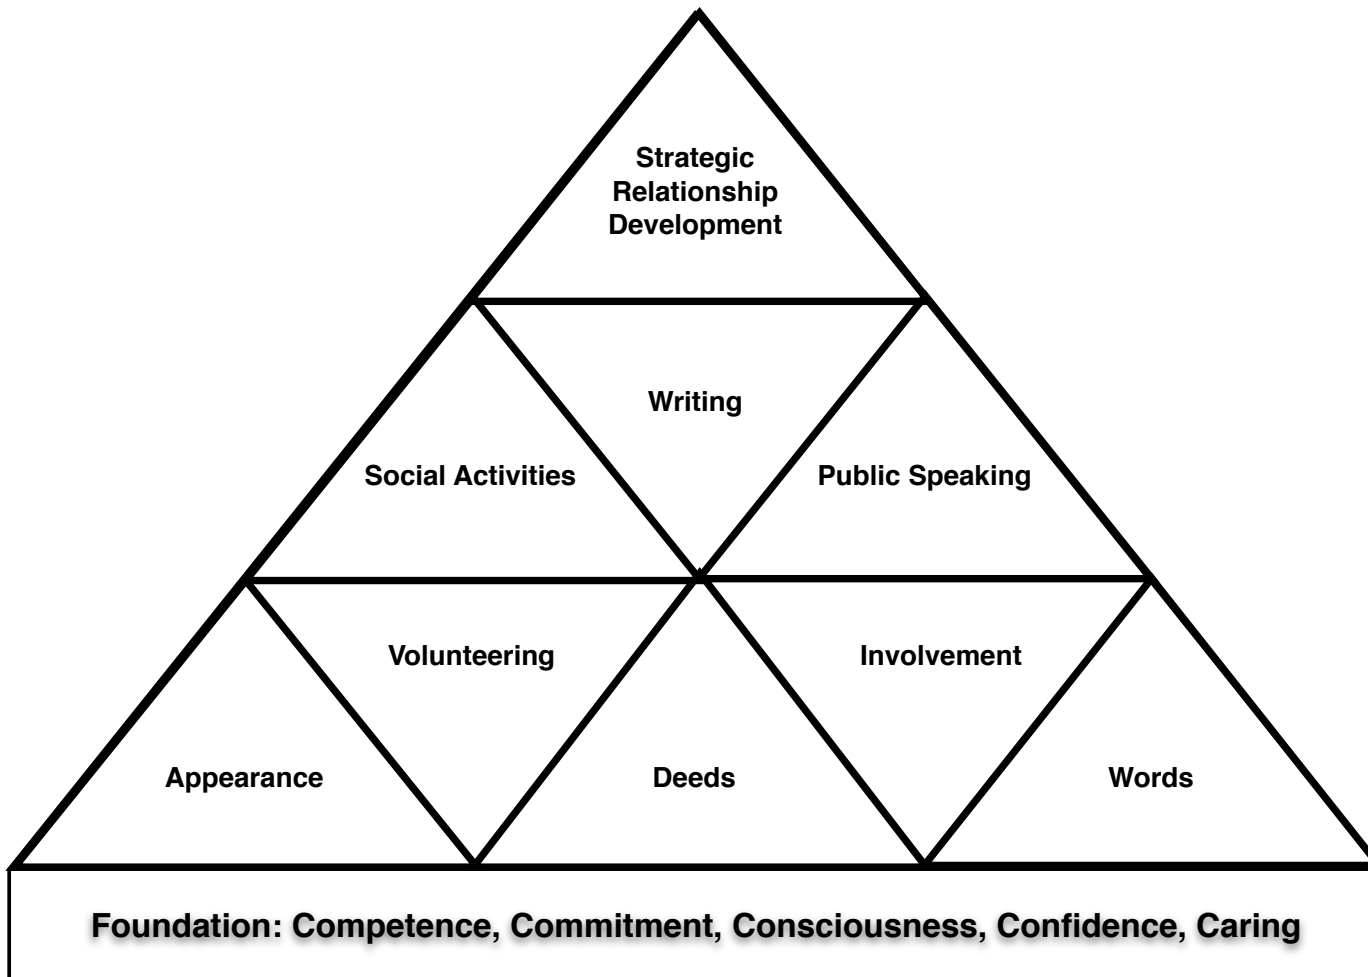 Strategic
Relationship
Development
Writing
Social Activities
Public Speaking
Volunteering
Involvement
Appearance
Deeds
Words
Foundation: Competence, Commitment, Consciousness, Confidence, Caring